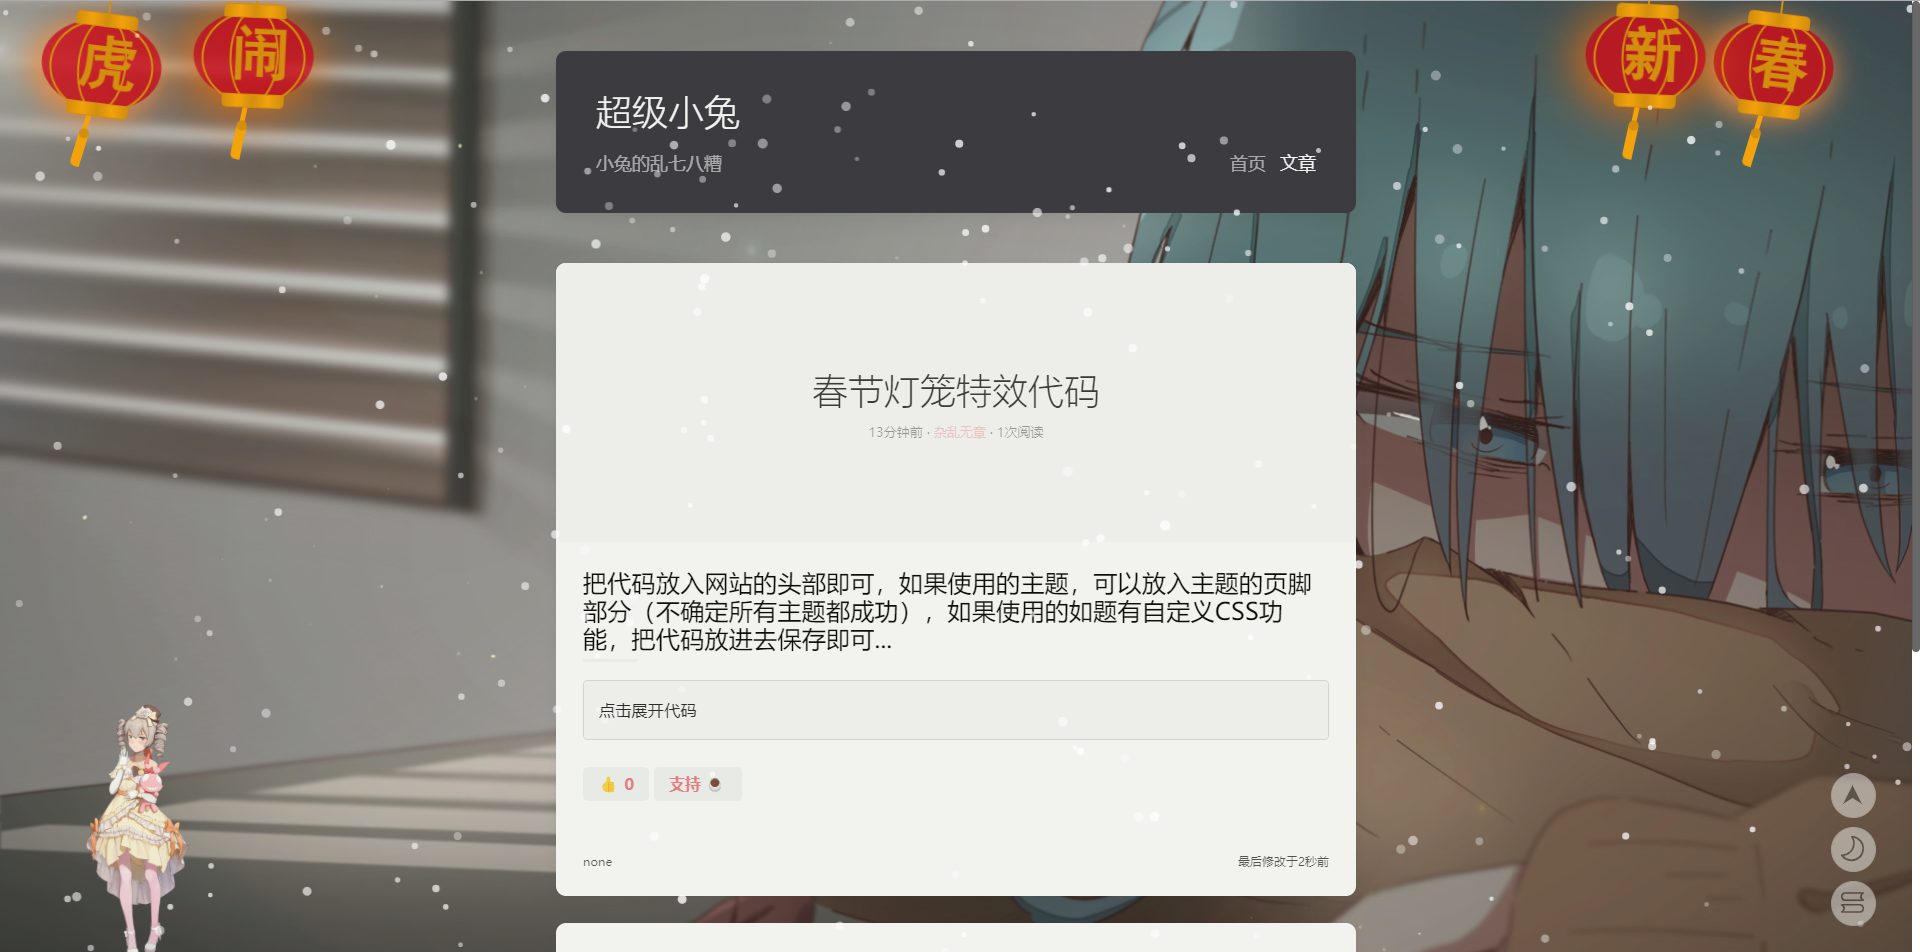 虎
闹
新
春
超级小兔
小兔的乱七八糟
首页 文章
春节灯笼特效代码
13分钟前 · 杂乱无章 · 1次阅读
把代码放入网站的头部即可，如果使用的主题，可以放入主题的页脚
部分（不确定所有主题都成功），如果使用的如题有自定义CSS功
能，把代码放进去保存即可...
点击展开代码
👍 0 支持 ☕
none 最后修改于2秒前